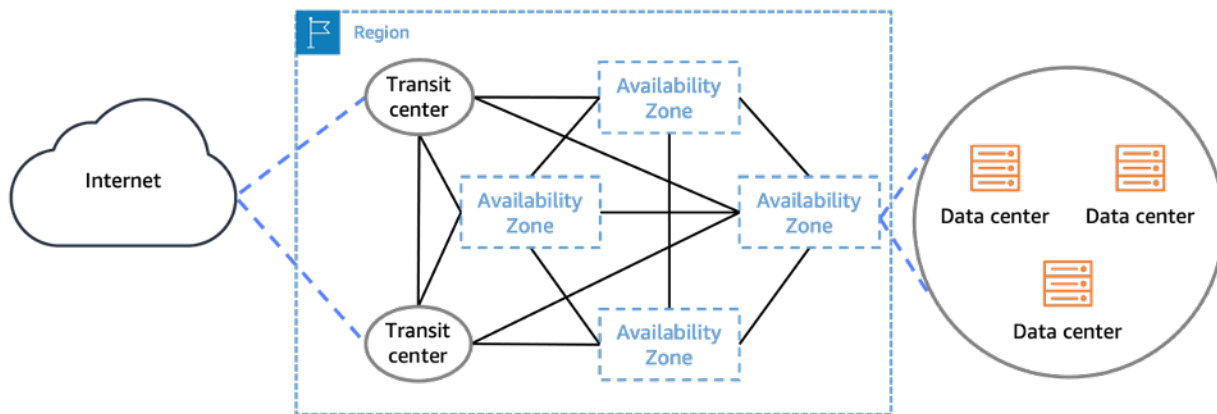 Region
Internet
Transit
center
Availability
Zone
Availability
Zone
Availability
Zone
Transit
center
Availability
Zone
Data center
Data center
Data center